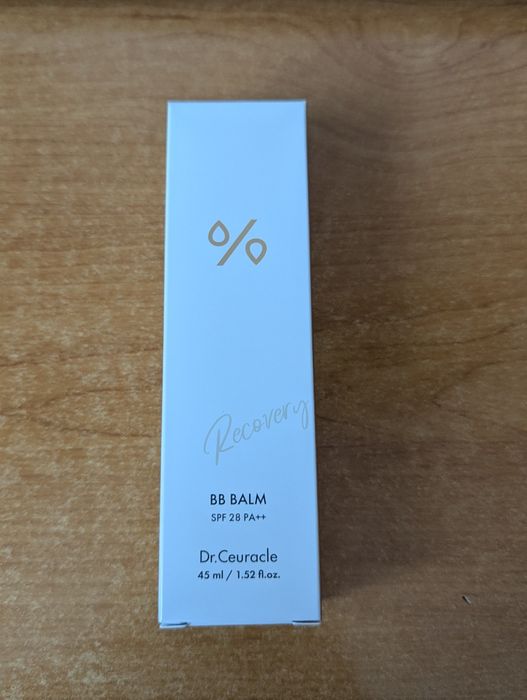 %
Recovery
BB BALM
SPF 28 PA++
Dr.Ceuracle
45 ml / 1.52 fl.oz.